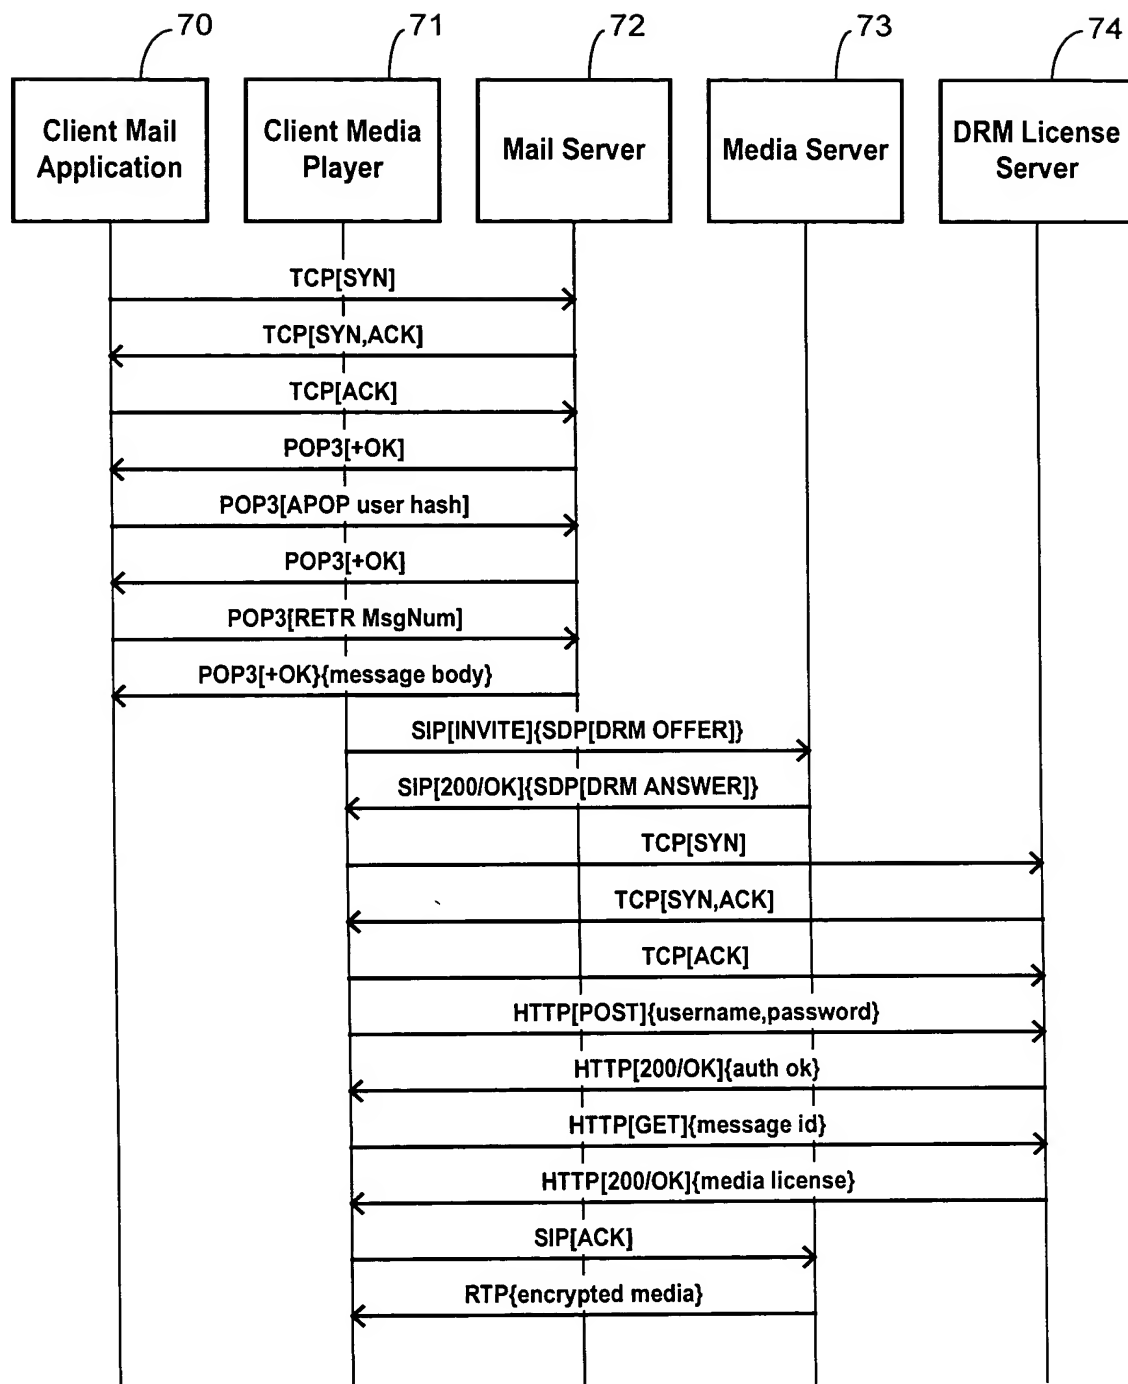 70
71
72
73
74
Client Mail
Application
Client Media
Player
Mail Server
Media Server
DRM License
Server
TCP[SYN]
TCP[SYN,ACK]
TCP[ACK]
POP3[+OK]
POP3[APOP user hash]
POP3[+OK]
POP3[RETR MsgNum]
POP3[+OK}{message body}
SIP[INVITE]{SDP[DRM OFFER]}
SIP[200/OK]{SDP[DRM ANSWER]}
TCP[SYN]
TCP[SYN,ACK]
TCP[ACK]
HTTP[POST]{username,password}
HTTP[200/OK]{auth ok}
HTTP[GET]{message id}
HTTP[200/OK]{media license}
SIP[ACK]
RTP{encrypted media}